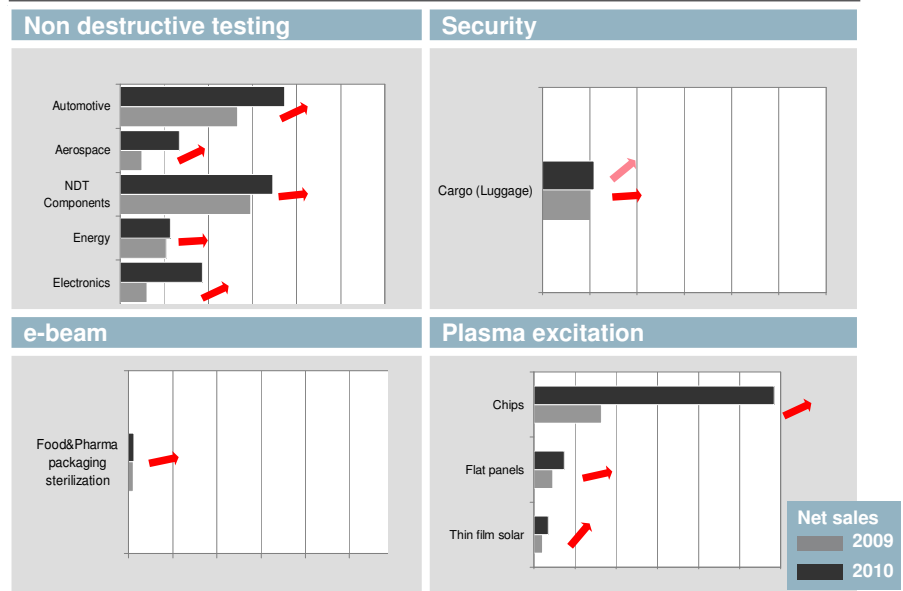 Non destructive testing
Automotive
Aerospace
NDT
Components
Energy
Electronics
Security
Cargo (Luggage)
e-beam
Food&Pharma
packaging
sterilization
Plasma excitation
Chips
Flat panels
Thin film solar
Net sales
2009
2010